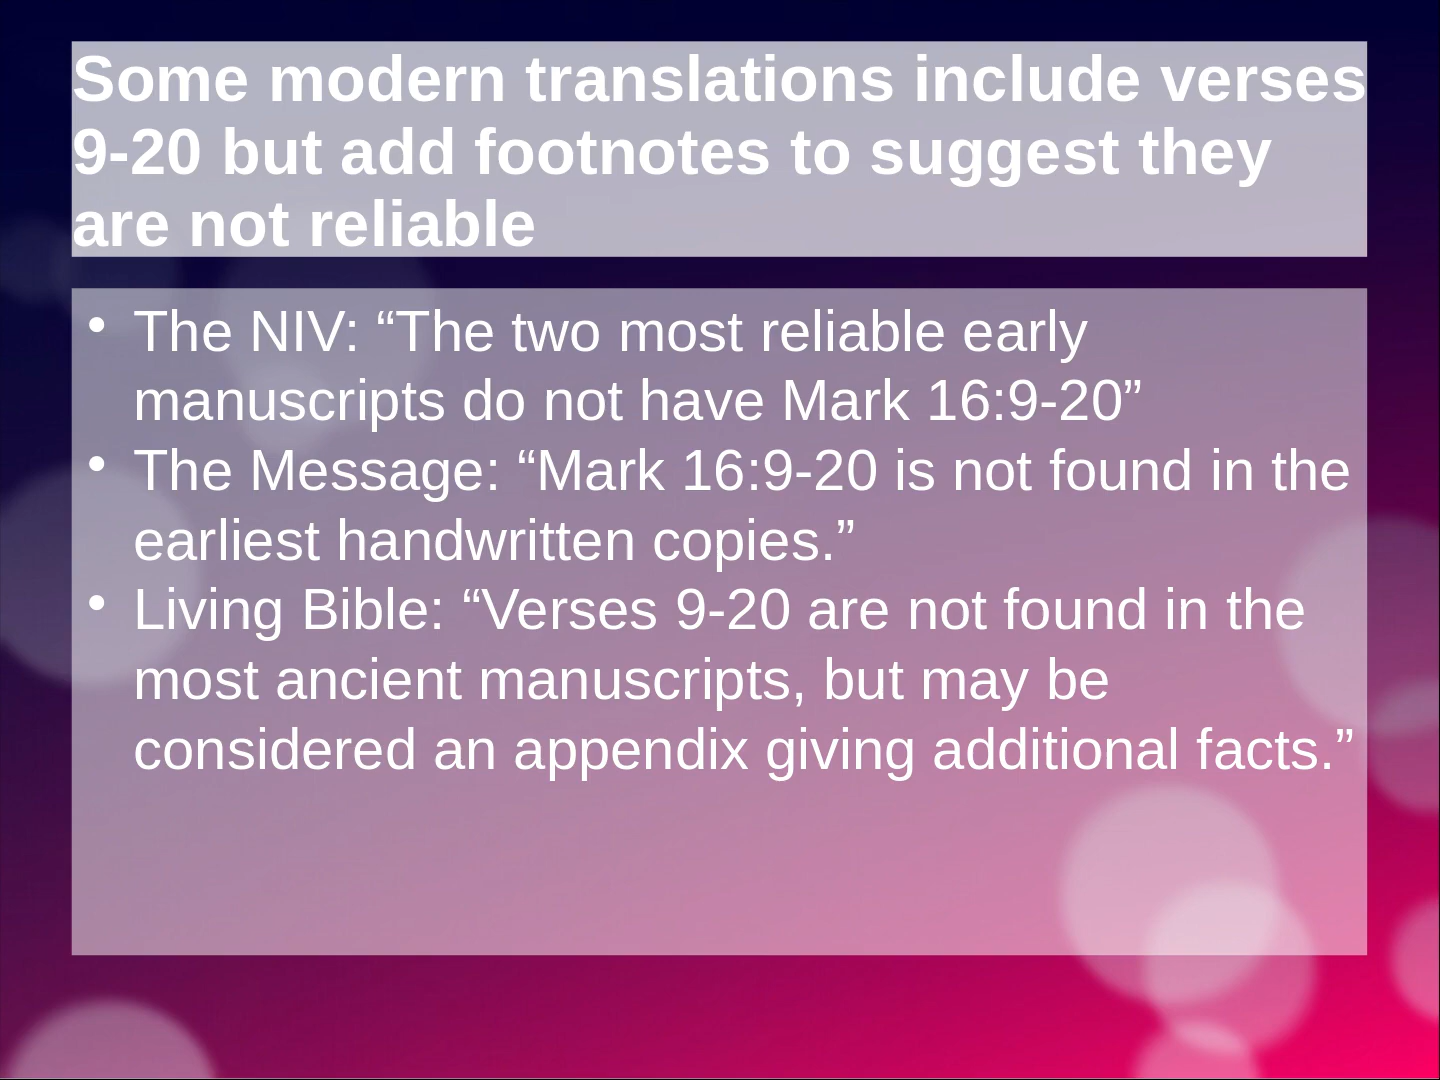 Some modern translations include verses
9-20 but add footnotes to suggest they
are not reliable
• The NIV: “The two most reliable early
manuscripts do not have Mark 16:9-20”
• The Message: “Mark 16:9-20 is not found in the
earliest handwritten copies.”
• Living Bible: “Verses 9-20 are not found in the
most ancient manuscripts, but may be
considered an appendix giving additional facts.”